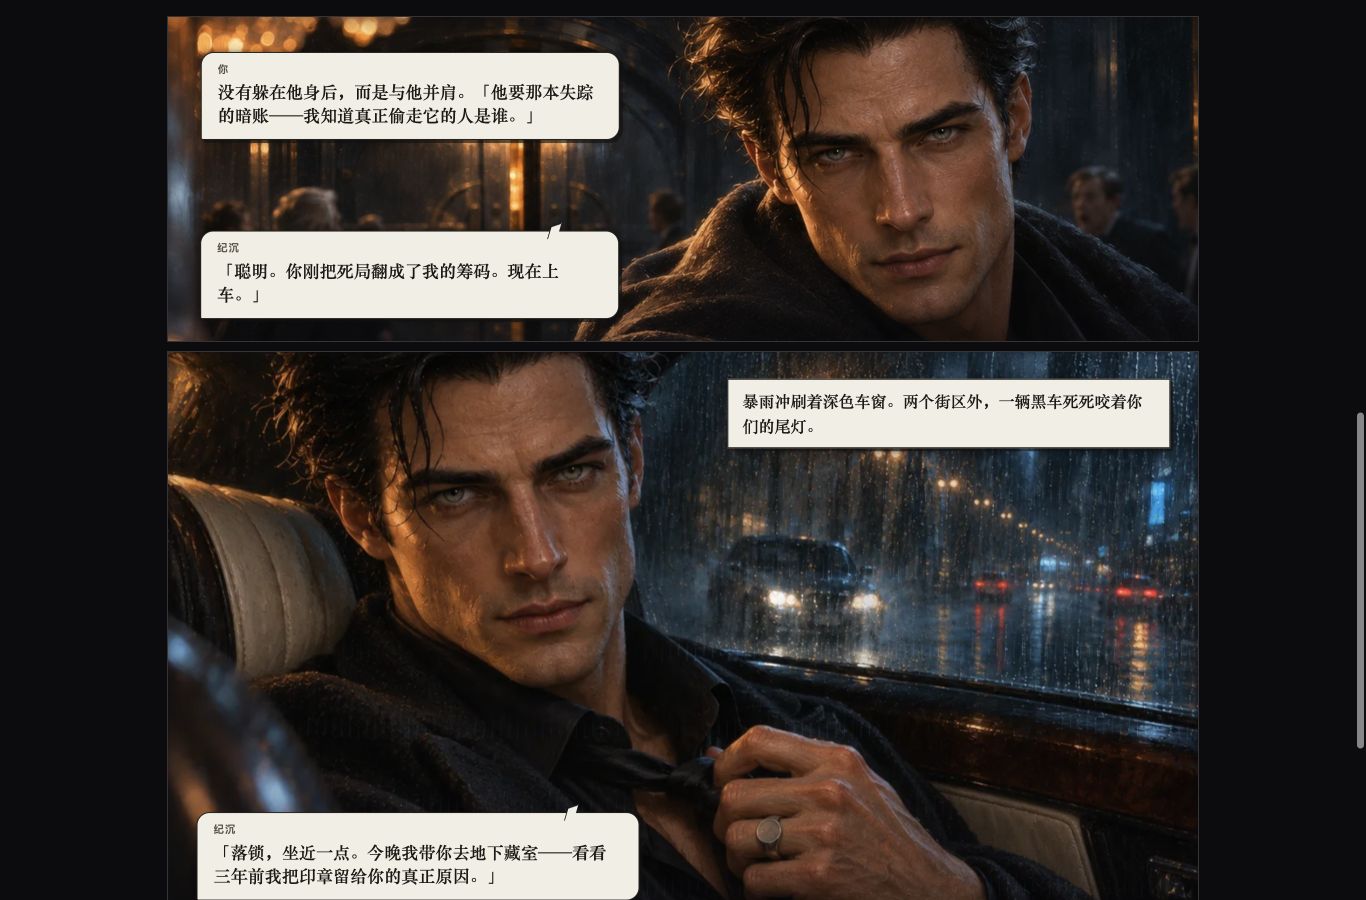 你
没有躲在他身后，而是与他并肩。「他要那本失踪
的暗账——我知道真正偷走它的人是谁。」
纪沉
「聪明。你刚把死局翻成了我的筹码。现在上
车。」
暴雨冲刷着深色车窗。两个街区外，一辆黑车死死咬着你
们的尾灯。
纪沉
「落锁，坐近一点。今晚我带你去地下藏室——看看
三年前我把印章留给你的真正原因。」